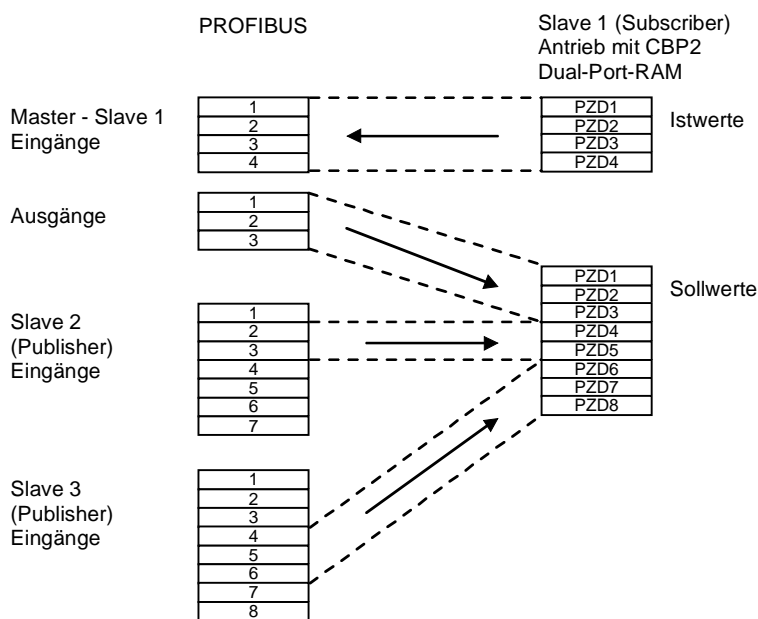 PROFIBUS
Slave 1 (Subscriber)
Antrieb mit CBP2
Dual-Port-RAM
Master - Slave 1
Eingänge
1
2
3
4
PZD1
PZD2
PZD3
PZD4
Istwerte
Ausgänge
1
2
3
PZD1
PZD2
PZD3
PZD4
PZD5
PZD6
PZD7
PZD8
Sollwerte
Slave 2
(Publisher)
Eingänge
1
2
3
4
5
6
7
Slave 3
(Publisher)
Eingänge
1
2
3
4
5
6
7
8